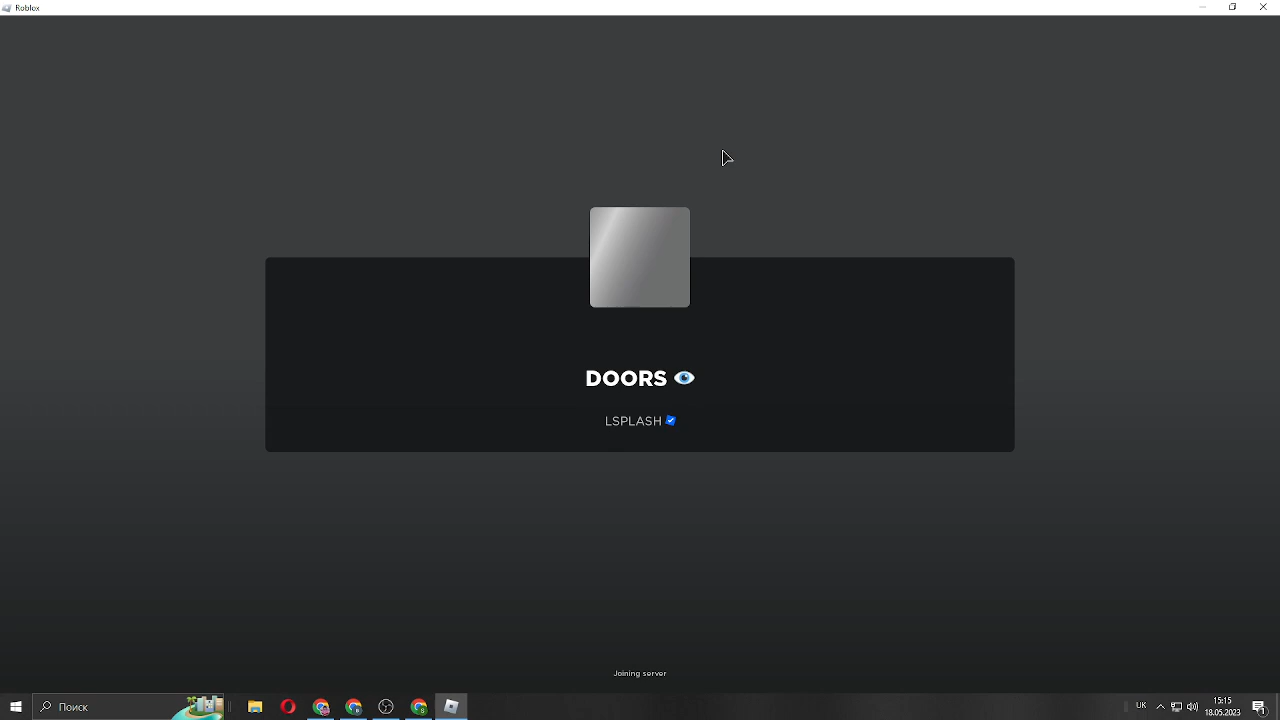 Roblox
DOORS 👁
LSPLASH
Joining server
Поиск
UK
15:15
18.05.2023